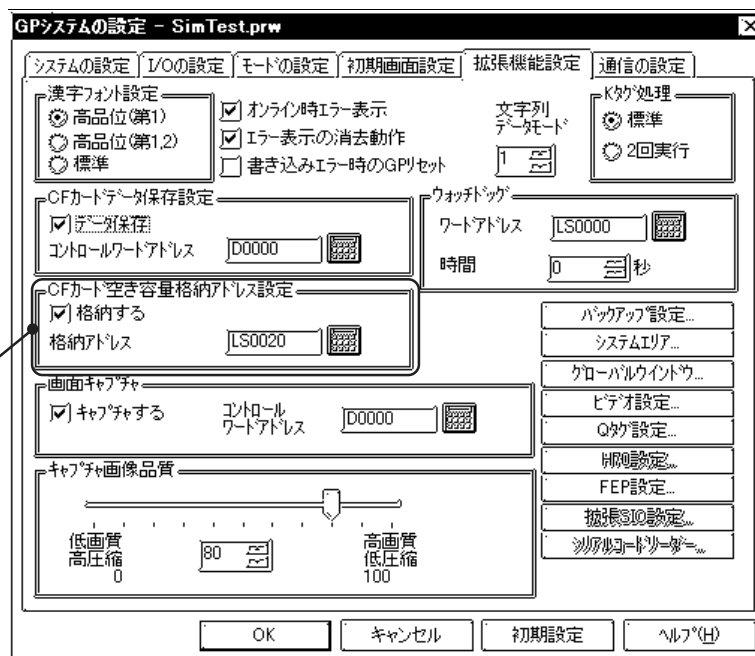 GPシステムの設定 - SimTest.prw
システムの設定 I/Oの設定 モードの設定 初期画面設定 拡張機能設定 通信の設定
漢字フォント設定
高品位(第1)
高品位(第1,2)
標準
オンライン時エラー表示
エラー表示の消去動作
書き込みエラー時のGPリセット
文字列
データモード
1
Kタグ処理
標準
2回実行
CFカードデータ保存設定
データ保存
コントロールワードアドレス D0000
ウォッチドッグ
ワードアドレス LS0000
時間 0 秒
CFカード空き容量格納アドレス設定
格納する
格納アドレス LS0020
画面キャプチャ
キャプチャする
コントロール
ワードアドレス D0000
キャプチャ画像品質
低画質
高圧縮
0
80
高画質
低圧縮
100
バックアップ設定...
システムエリア...
グローバルウインドウ...
ビデオ設定...
Qタグ設定...
HIO設定...
FEP設定...
拡張SIO設定...
シリアルコードリーダー...
OK キャンセル 初期設定 ヘルプ(H)